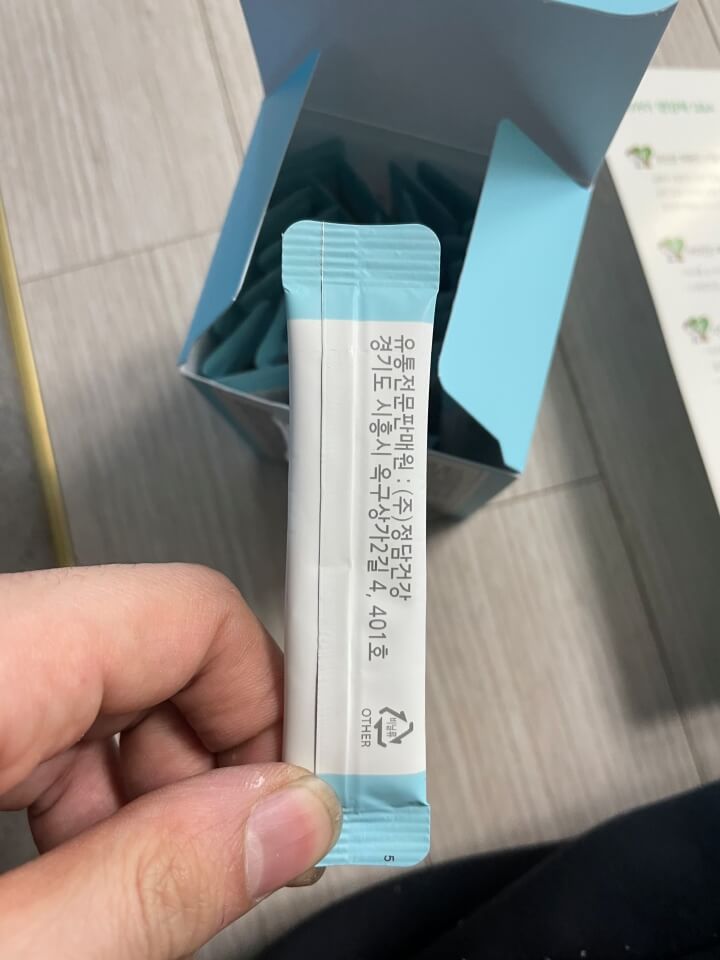 유통전문판매원 : (주)정담건강
경기도 시흥시 옥구상가2길 4, 401호
비닐류
OTHER
5